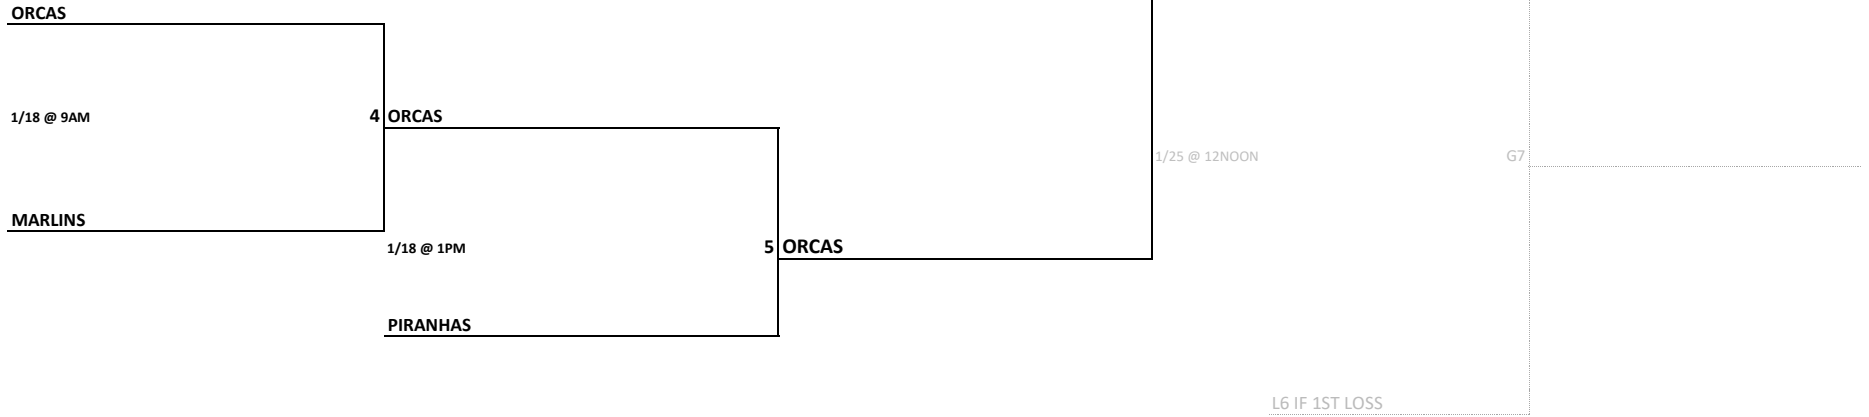 ORCAS
1/18 @ 9AM
4 ORCAS
1/25 @ 12NOON
G7
MARLINS
1/18 @ 1PM
5 ORCAS
PIRANHAS
L6 IF 1ST LOSS